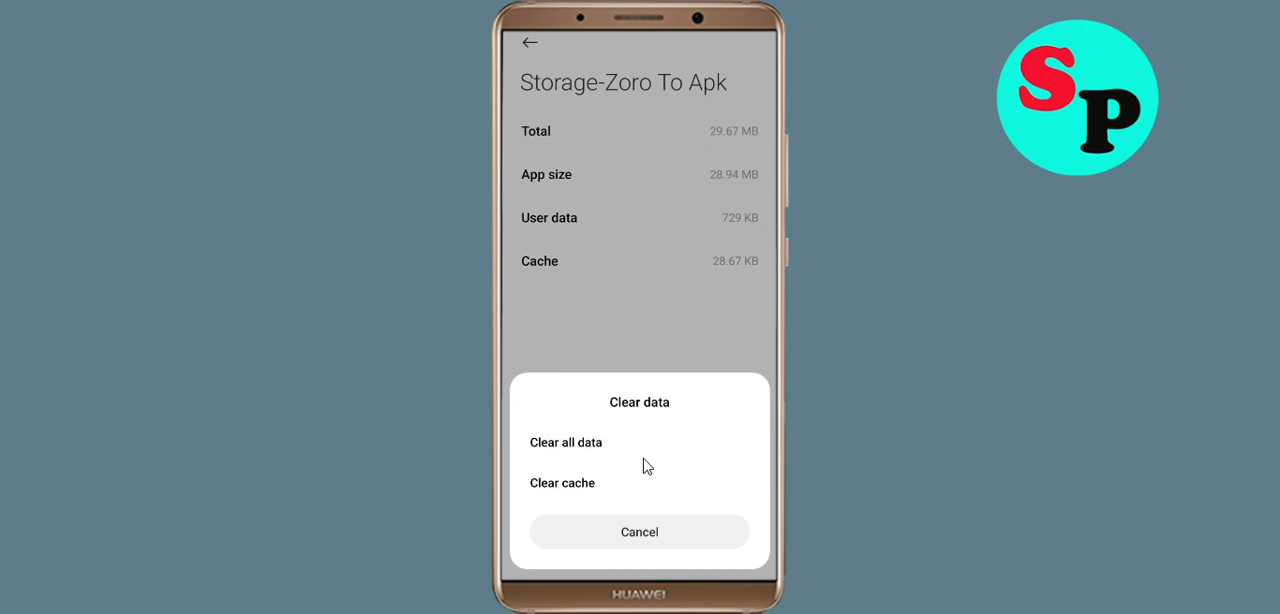 Storage-Zoro To Apk
Total 29.67 MB
App size 28.94 MB
User data 729 KB
Cache 28.67 KB
Clear data
Clear all data
Clear cache
Cancel
HUAWEI
SP